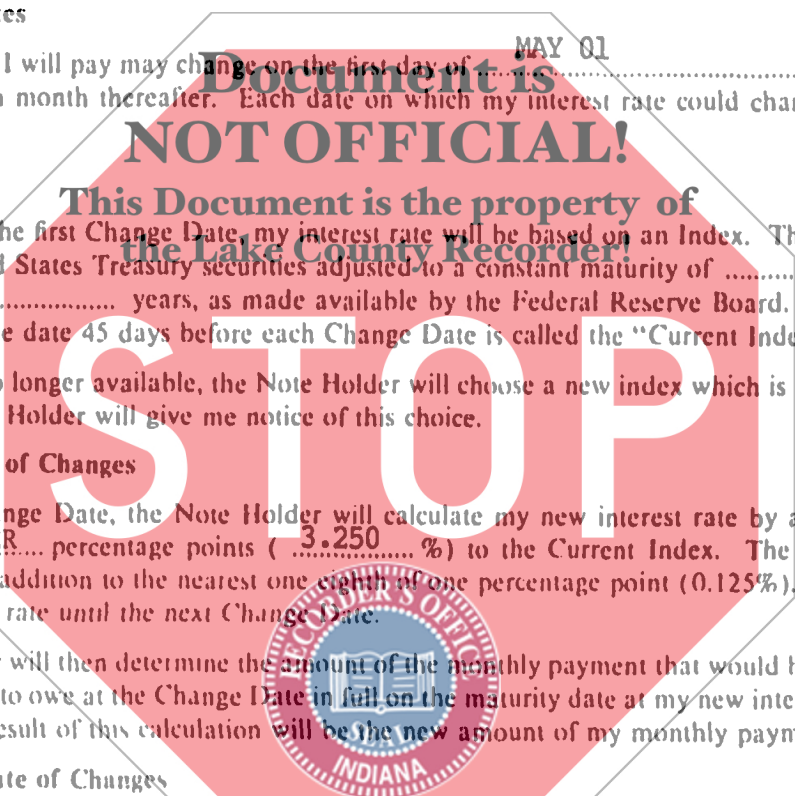 I will pay may change on the first day of ..... MAY 01 .....
month thereafter. Each date on which my interest rate could
Document is
NOT OFFICIAL!
This Document is the property of
the Lake County Recorder!
first Change Date, my interest rate will be based on an Index.
States Treasury securities adjusted to a constant maturity of ..........
................ years, as made available by the Federal Reserve Board.
date 45 days before each Change Date is called the "Current
longer available, the Note Holder will choose a new index which is
Holder will give me notice of this choice.
STOP
of Changes
Date, the Note Holder will calculate my new interest rate by
R.... percentage points ( ..3.250..... %) to the Current Index. The
addition to the nearest one eighth of one percentage point (0.125%).
rate until the next Change Date.
will then determine the amount of the monthly payment that would
to owe at the Change Date in full on the maturity date at my new
of this calculation will be the new amount of my monthly
of Changes
RECORDER'S OFFICE
SEAL
INDIANA